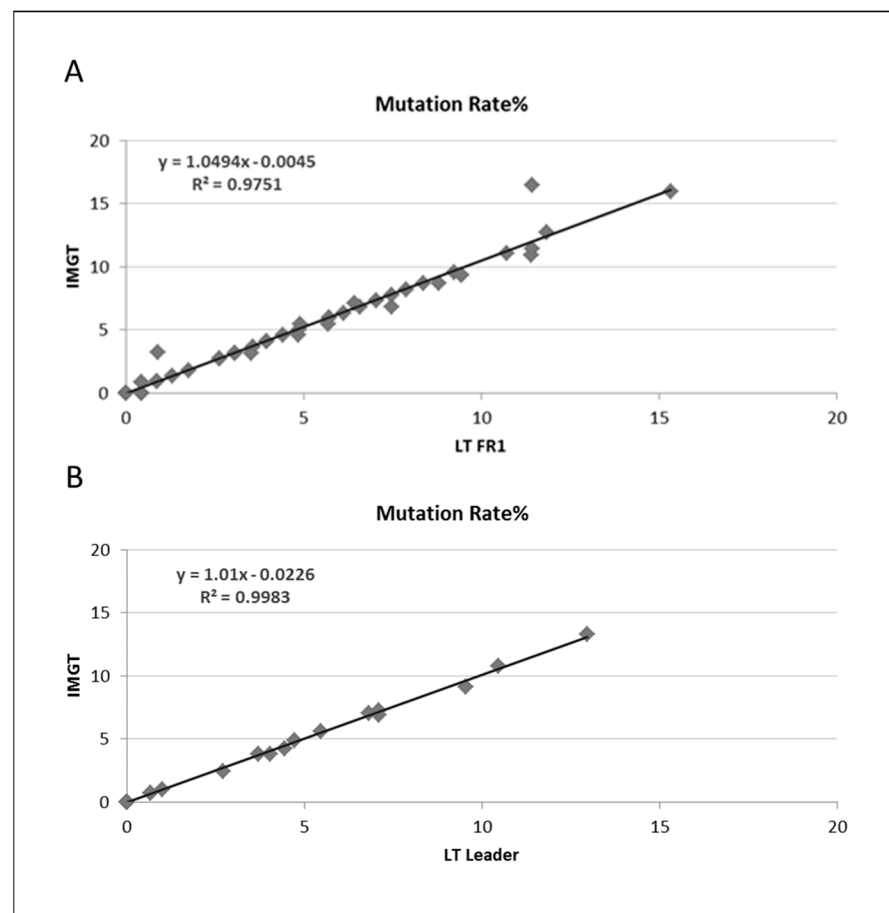 A
Mutation Rate%
20
y = 1.0494x - 0.0045
R² = 0.9751
15
IMGT
10
5
0
0 5 10 15 20
LT FR1
B
Mutation Rate%
20
y = 1.01x - 0.0226
R² = 0.9983
15
IMGT
10
5
0
0 5 10 15 20
LT Leader